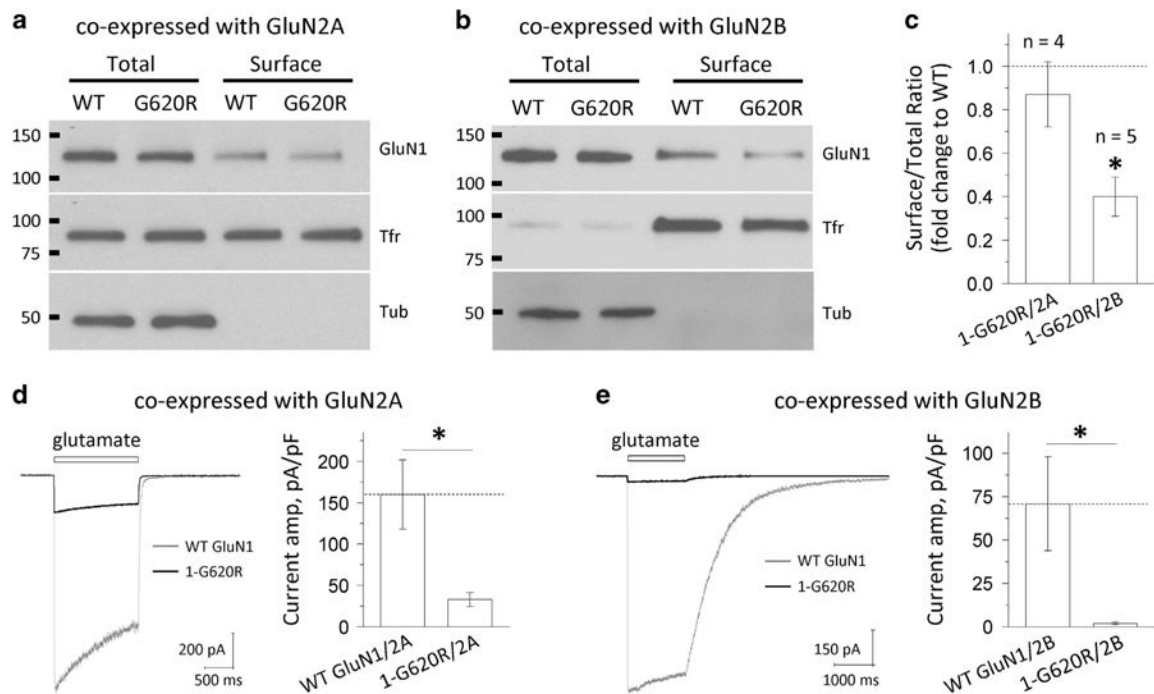 a
co-expressed with GluN2A
Total Surface
WT G620R WT G620R
150
GluN1
100
100
Tfr
75
50
Tub
b
co-expressed with GluN2B
Total Surface
WT G620R WT G620R
150
GluN1
100
100
Tfr
75
50
Tub
c
Surface/Total Ratio
(fold change to WT)
1.0
0.8
0.6
0.4
0.2
0.0
n = 4
n = 5
*
1-G620R/2A
1-G620R/2B
d
co-expressed with GluN2A
glutamate
WT GluN1
1-G620R
200 pA
500 ms
Current amp, pA/pF
200
150
100
50
0
*
WT GluN1/2A
1-G620R/2A
e
co-expressed with GluN2B
glutamate
WT GluN1
1-G620R
150 pA
1000 ms
Current amp, pA/pF
100
75
50
25
0
*
WT GluN1/2B
1-G620R/2B